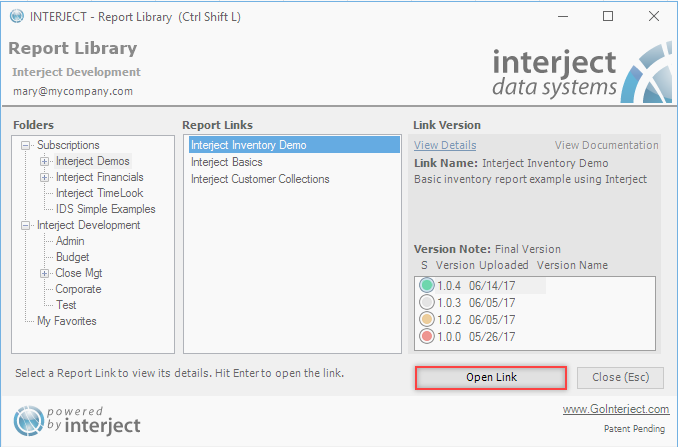 INTERJECT - Report Library (Ctrl Shift L)
Report Library
Interject Development
mary@mycompany.com
interject
data systems
Folders
Subscriptions
Interject Demos
Interject Financials
Interject TimeLook
IDS Simple Examples
Interject Development
Admin
Budget
Close Mgt
Corporate
Test
My Favorites
Report Links
Interject Inventory Demo
Interject Basics
Interject Customer Collections
Link Version
View Details View Documentation
Link Name: Interject Inventory Demo
Basic inventory report example using Interject
Version Note: Final Version
S Version Uploaded Version Name
1.0.4 06/14/17
1.0.3 06/05/17
1.0.2 06/05/17
1.0.0 05/26/17
Select a Report Link to view its details. Hit Enter to open the link.
Open Link
Close (Esc)
powered
by interject
www.GoInterject.com
Patent Pending